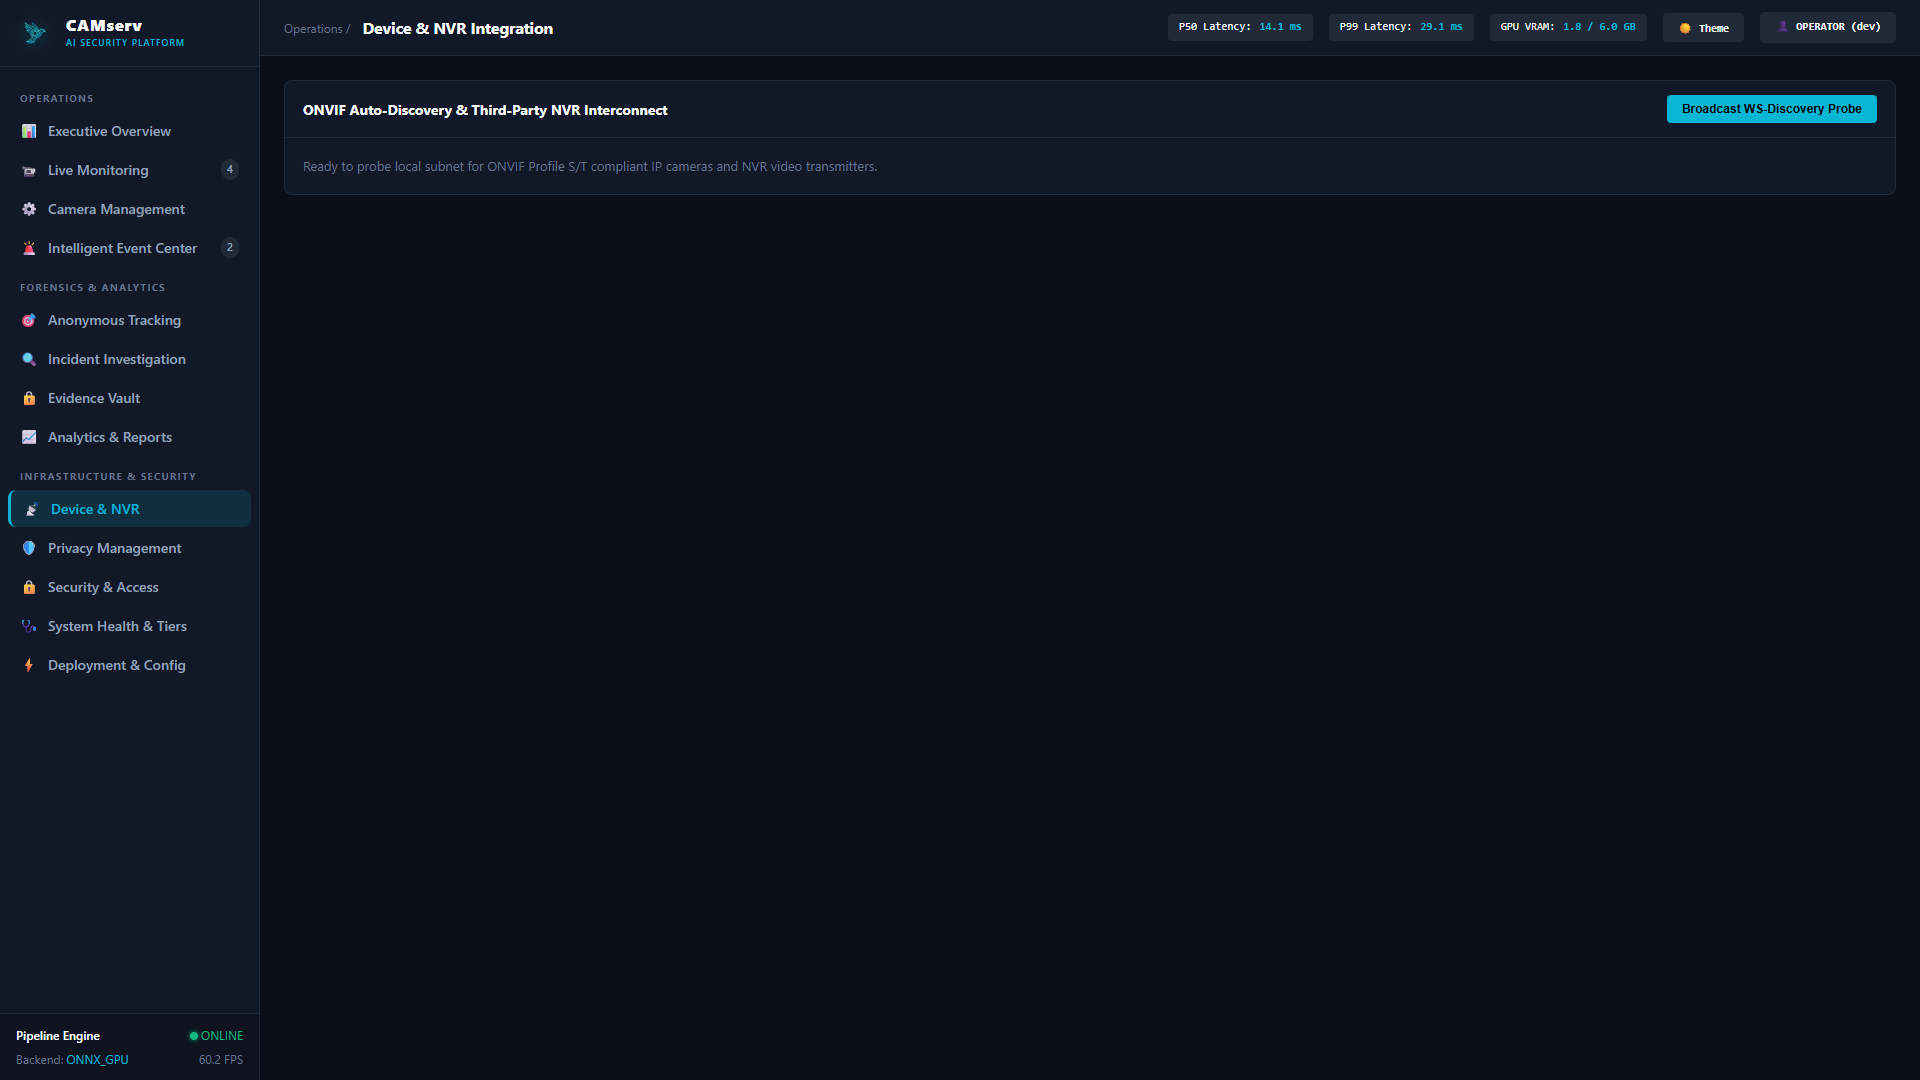 CAMserv
AI SECURITY PLATFORM
OPERATIONS
Executive Overview
Live Monitoring 4
Camera Management
Intelligent Event Center 2
FORENSICS & ANALYTICS
Anonymous Tracking
Incident Investigation
Evidence Vault
Analytics & Reports
INFRASTRUCTURE & SECURITY
Device & NVR
Privacy Management
Security & Access
System Health & Tiers
Deployment & Config
Pipeline Engine ONLINE
Backend: ONNX_GPU 60.2 FPS
Operations / Device & NVR Integration
P50 Latency: 14.1 ms
P99 Latency: 29.1 ms
GPU VRAM: 1.8 / 6.0 GB
Theme
OPERATOR (dev)
ONVIF Auto-Discovery & Third-Party NVR Interconnect
Broadcast WS-Discovery Probe
Ready to probe local subnet for ONVIF Profile S/T compliant IP cameras and NVR video transmitters.